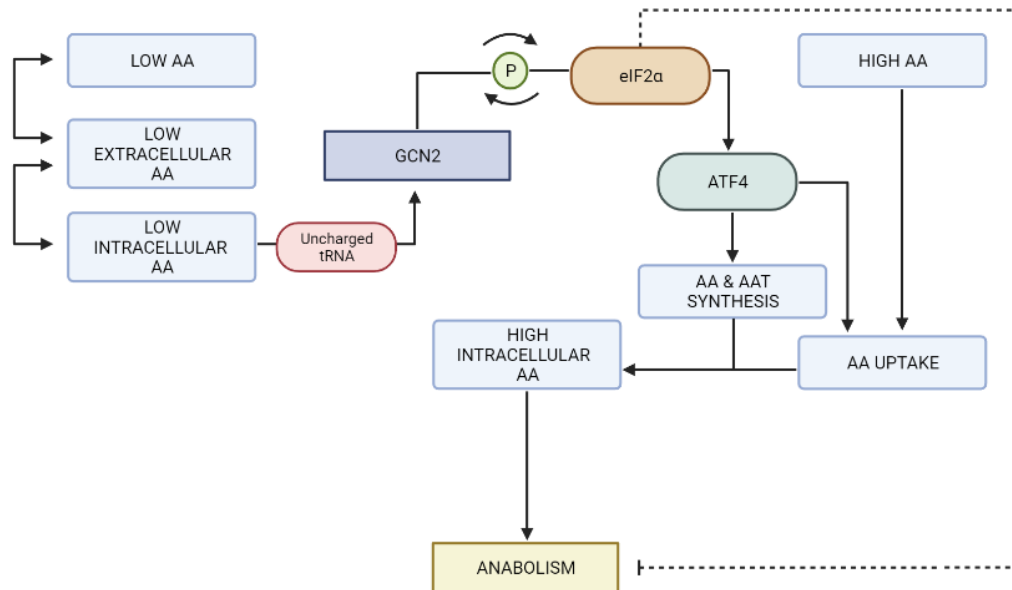 LOW AA
LOW
EXTRACELLULAR
AA
LOW
INTRACELLULAR
AA
Uncharged
tRNA
GCN2
P
eIF2α
HIGH AA
ATF4
AA & AAT
SYNTHESIS
AA UPTAKE
HIGH
INTRACELLULAR
AA
ANABOLISM